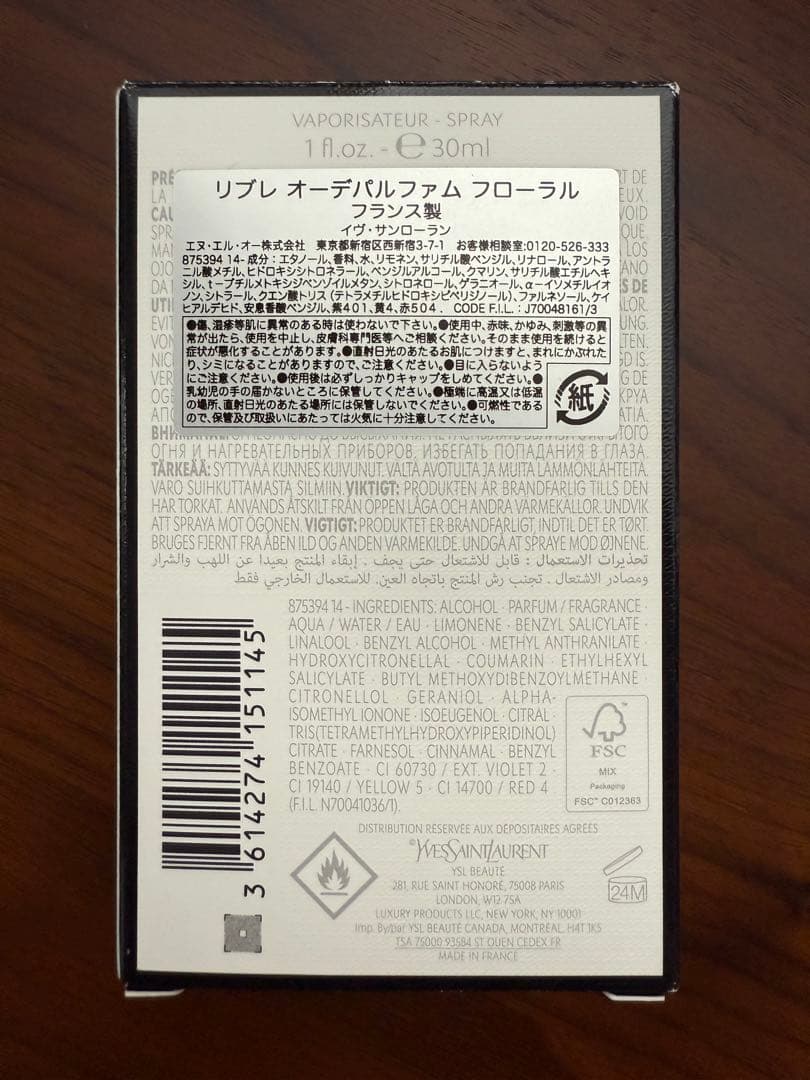 VAPORISATEUR - SPRAY
1 fl.oz. - ℮ 30ml
リブレ オーデパルファム フローラル
フランス製
イヴ・サンローラン
エヌ・エル・オー株式会社 東京都新宿区西新宿3-7-1 お客様相談室:0120-526-333
875394 14- 成分：エタノール、香料、水、リモネン、サリチル酸ベンジル、リナロール、アントラ
ニル酸メチル、ヒドロキシシトロネラール、ベンジルアルコール、クマリン、サリチル酸エチルヘキ
シル、t-ブチルメトキシジベンゾイルメタン、シトロネロール、ゲラニオール、α-イソメチルイオ
ノン、シトラール、クエン酸トリス（テトラメチルヒドロキシピペリジノール）、ファルネソール、ケイ
ヒアルデヒド、安息香酸ベンジル、紫401、黄4、赤504． CODE F.I.L. : J70048161/3
●傷、湿疹等肌に異常のある時は使わないで下さい。●使用中、赤味、かゆみ、刺激等の異
常が出たら、使用を中止し、皮膚科専門医等へご相談ください。そのまま使用を続けると
症状が悪化することがあります。●直射日光のあたるお肌につけますと、まれにかぶれた
り、シミになることがありますので、ご注意ください。●目に入らないよう
にご注意ください。●使用後は必ずしっかりキャップをしめてください。●
乳幼児の手の届かないところに保管してください。●極端に高温又は低温
の場所、直射日光のあたる場所には保管しないでください。●可燃性である
ので、保管及び取扱いにあたっては火気に十分注意してください。
紙
ОГНЯ И НАГРЕВАТЕЛЬНЫХ ПРИБОРОВ. ИЗБЕГАТЬ ПОПАДАНИЯ В ГЛАЗА.
TÄRKEÄÄ: SYTTYVÄÄ KUNNES KUIVUNUT. VÄLTÄ AVOTULTA JA MUITA LÄMMÖNLÄHTEITÄ.
VARO SUIHKUTTAMASTA SILMIIN. VIKTIGT: PRODUKTEN ÄR BRANDFARLIG TILLS DEN
HAR TORKAT. ANVÄNDS ÅTSKILT FRÅN ÖPPEN LÅGA OCH ANDRA VÄRMEKÄLLOR. UNDVIK
ATT SPRAYA MOT ÖGONEN. VIGTIGT: PRODUKTET ER BRANDFARLIGT, INDTIL DET ER TØRT.
BRUGES FJERNT FRA ÅBEN ILD OG ANDEN VARMEKILDE. UNDGÅ AT SPRAYE MOD ØJNENE.
تحذيرات الاستعمال : قابل للاشتعال حتى يجف . إبقاء المنتج بعيدا عن اللهب والشرار
ومصادر الاشتعال . تجنب رش المنتج باتجاه العين. للاستعمال الخارجي فقط
875394 14 - INGREDIENTS: ALCOHOL · PARFUM / FRAGRANCE ·
AQUA / WATER / EAU · LIMONENE · BENZYL SALICYLATE ·
LINALOOL · BENZYL ALCOHOL · METHYL ANTHRANILATE ·
HYDROXYCITRONELLAL · COUMARIN · ETHYLHEXYL
SALICYLATE · BUTYL METHOXYDIBENZOYLMETHANE ·
CITRONELLOL · GERANIOL · ALPHA-
ISOMETHYL IONONE · ISOEUGENOL · CITRAL ·
TRIS(TETRAMETHYLHYDROXYPIPERIDINOL)
CITRATE · FARNESOL · CINNAMAL · BENZYL
BENZOATE · CI 60730 / EXT. VIOLET 2 ·
CI 19140 / YELLOW 5 · CI 14700 / RED 4
(F.I.L. N70041036/1).
3 614274 151145
FSC™
MIX
Packaging
FSC™ C012363
DISTRIBUTION RÉSERVÉE AUX DÉPOSITAIRES AGRÉÉS
©YVESSAINTLAURENT
YSL BEAUTÉ
281, RUE SAINT HONORÉ, 75008 PARIS
LONDON, W12 7SA
LUXURY PRODUCTS LLC, NEW YORK, NY 10001
Imp. By/par YSL BEAUTÉ CANADA, MONTRÉAL, H4T 1K5
TSA 75000 93584 ST OUEN CEDEX FR
MADE IN FRANCE
24M